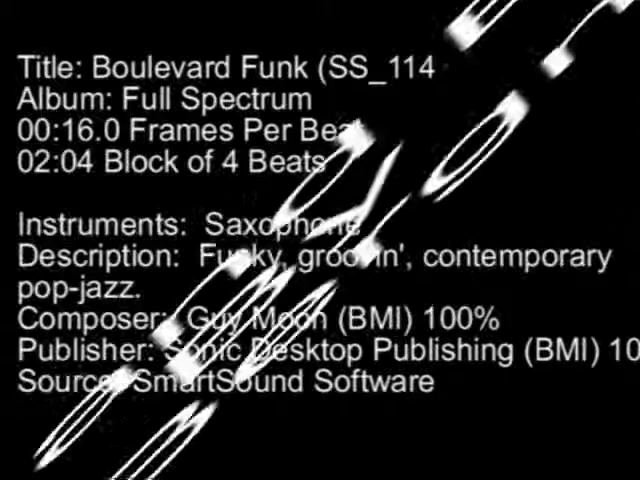 Title: Boulevard Funk (SS_114
Album: Full Spectrum
00:16.0 Frames Per Beat
02:04 Block of 4 Beats
Instruments: Saxophone
Description: Funky, groovin', contemporary
pop-jazz.
Composer: Guy Moon (BMI) 100%
Publisher: Sonic Desktop Publishing (BMI) 10
Source: SmartSound Software